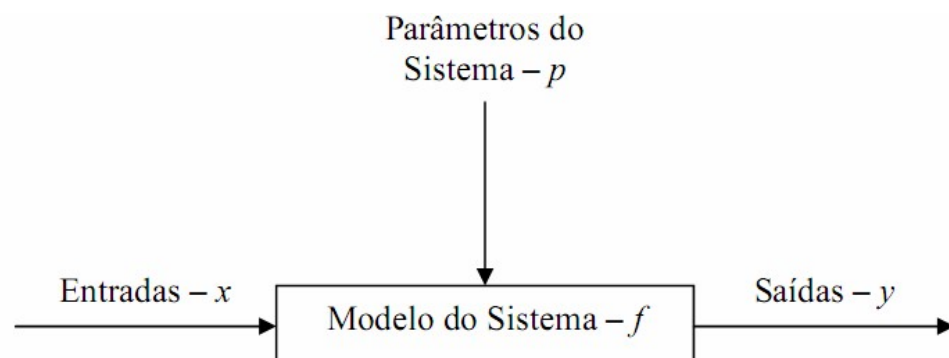 Parâmetros do
Sistema – p
Entradas – x
Modelo do Sistema – f
Saídas – y